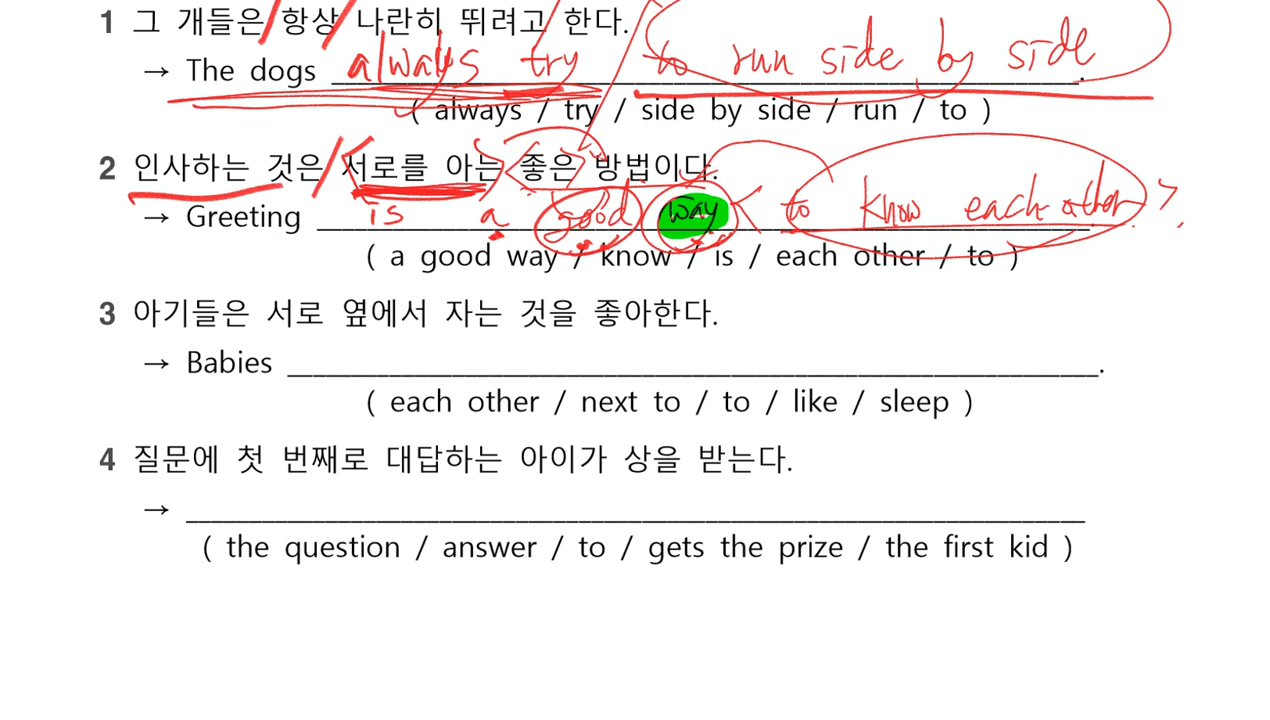 1 그 개들은 항상 나란히 뛰려고 한다.
→ The dogs always try to run side by side.
( always / try / side by side / run / to )
2 인사하는 것은 서로를 아는 좋은 방법이다.
→ Greeting is a good way to know each other.
( a good way / know / is / each other / to )
3 아기들은 서로 옆에서 자는 것을 좋아한다.
→ Babies ______________________.
( each other / next to / to / like / sleep )
4 질문에 첫 번째로 대답하는 아이가 상을 받는다.
→ ______________________
( the question / answer / to / gets the prize / the first kid )